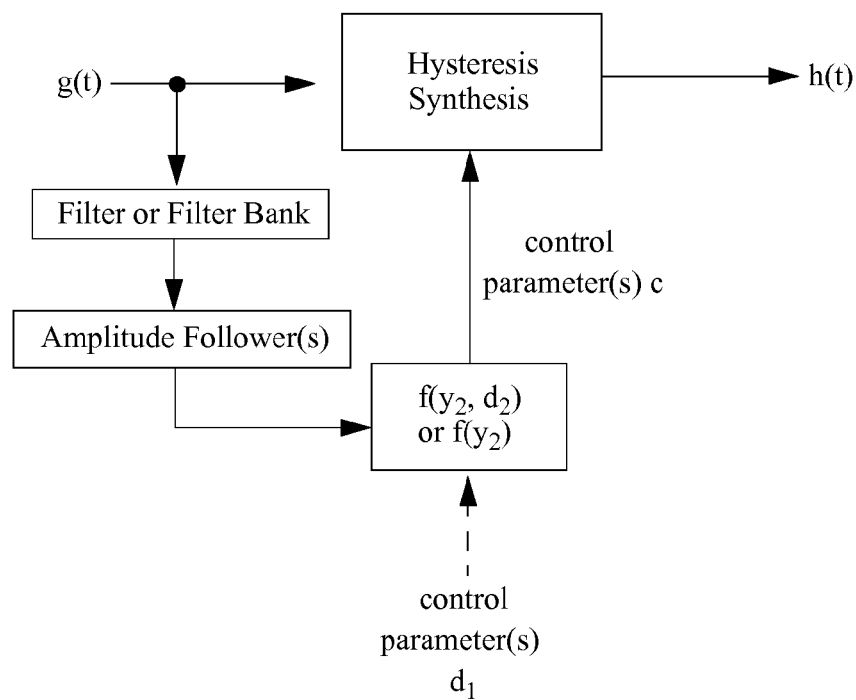 g(t)
Hysteresis
Synthesis
h(t)
Filter or Filter Bank
Amplitude Follower(s)
control
parameter(s) c
f(y₂, d₂)
or f(y₂)
control
parameter(s)
d₁